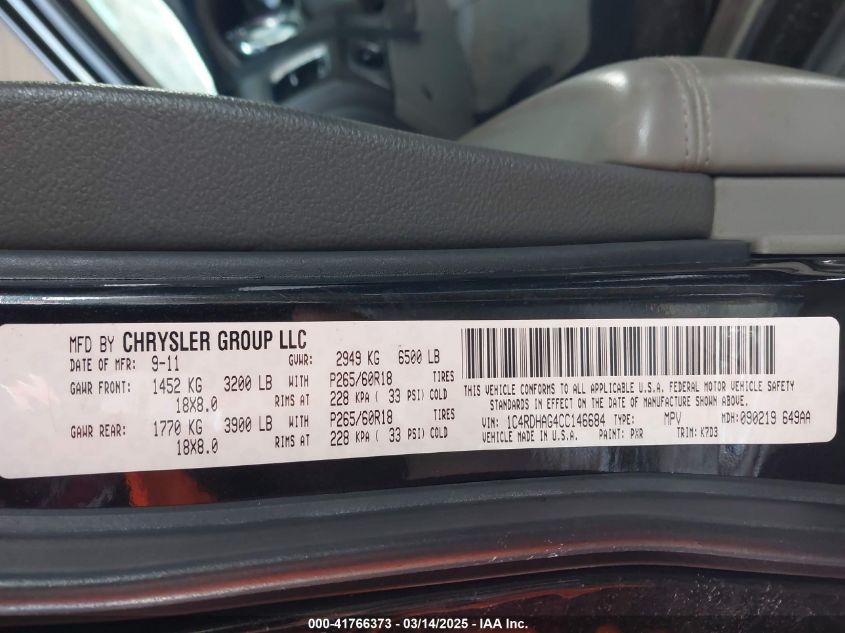 MFD BY CHRYSLER GROUP LLC
DATE OF MFR: 9-11 GVWR: 2949 KG 6500 LB
GAWR FRONT: 1452 KG 3200 LB WITH P265/60R18 TIRES
18X8.0 RIMS AT 228 KPA ( 33 PSI) COLD
GAWR REAR: 1770 KG 3900 LB WITH P265/60R18 TIRES
18X8.0 RIMS AT 228 KPA ( 33 PSI) COLD
THIS VEHICLE CONFORMS TO ALL APPLICABLE U.S.A. FEDERAL MOTOR VEHICLE SAFETY
STANDARDS IN EFFECT ON THE DATE OF MANUFACTURE SHOWN ABOVE.
VIN: 1C4RDHAG4CC146684 TYPE: MPV MDH:090219 649AA
VEHICLE MADE IN U.S.A. PAINT: PXR TRIM: K7D3
000-41766373 - 03/14/2025 - IAA Inc.